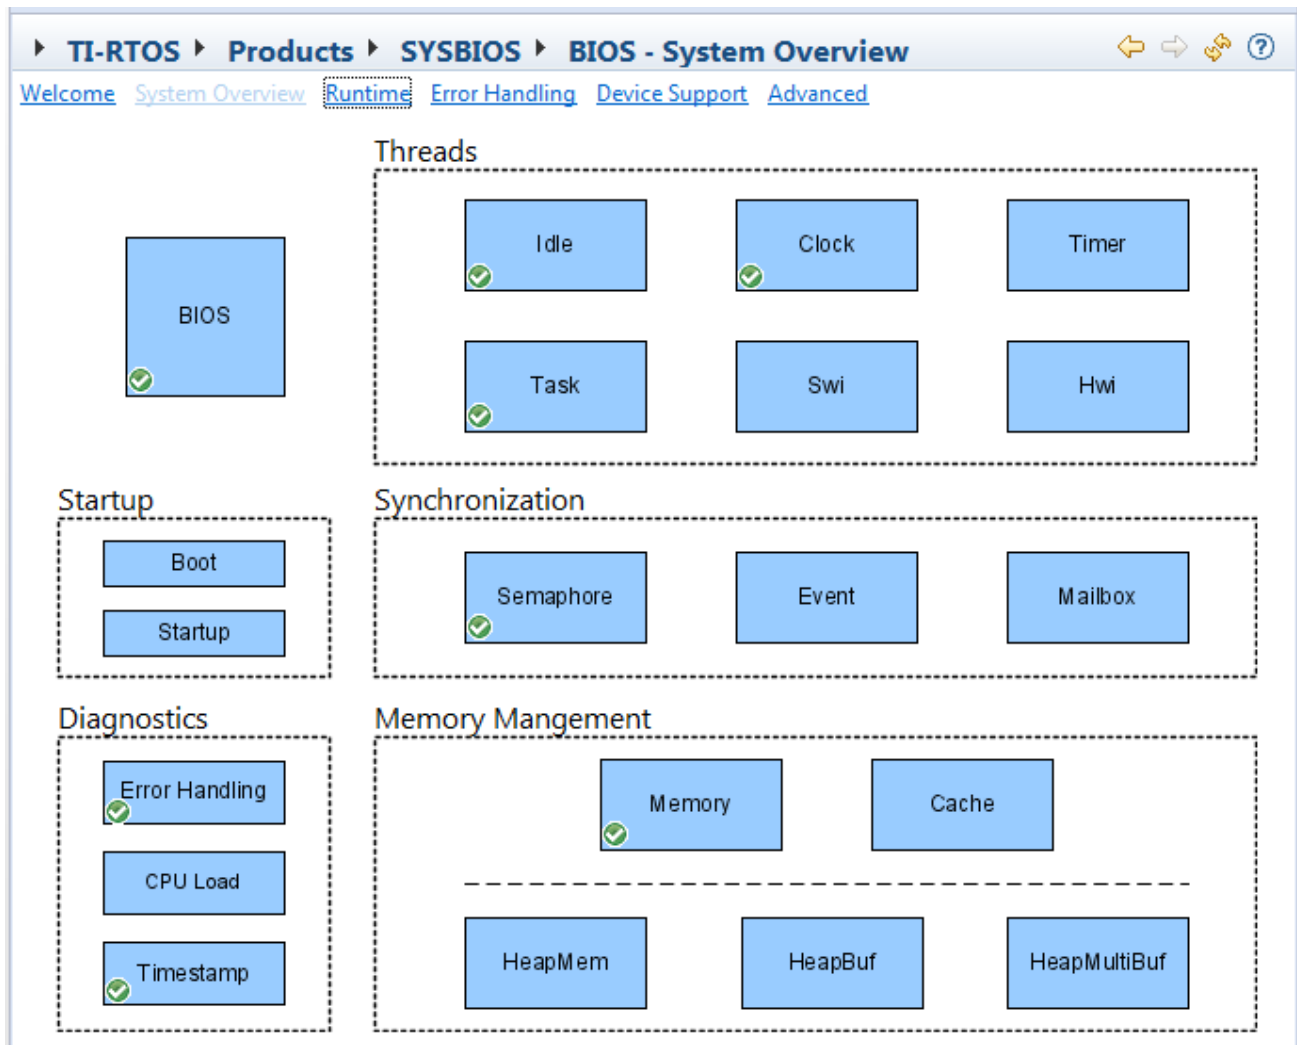 TI-RTOS Products SYSBIOS BIOS - System Overview
Welcome System Overview Runtime Error Handling Device Support Advanced
Threads
Idle Clock Timer
BIOS
Task Swi Hwi
Startup Synchronization
Boot
Semaphore Event Mailbox
Startup
Diagnostics Memory Mangement
Error Handling
Memory Cache
CPU Load
HeapMem HeapBuf HeapMultiBuf
Timestamp